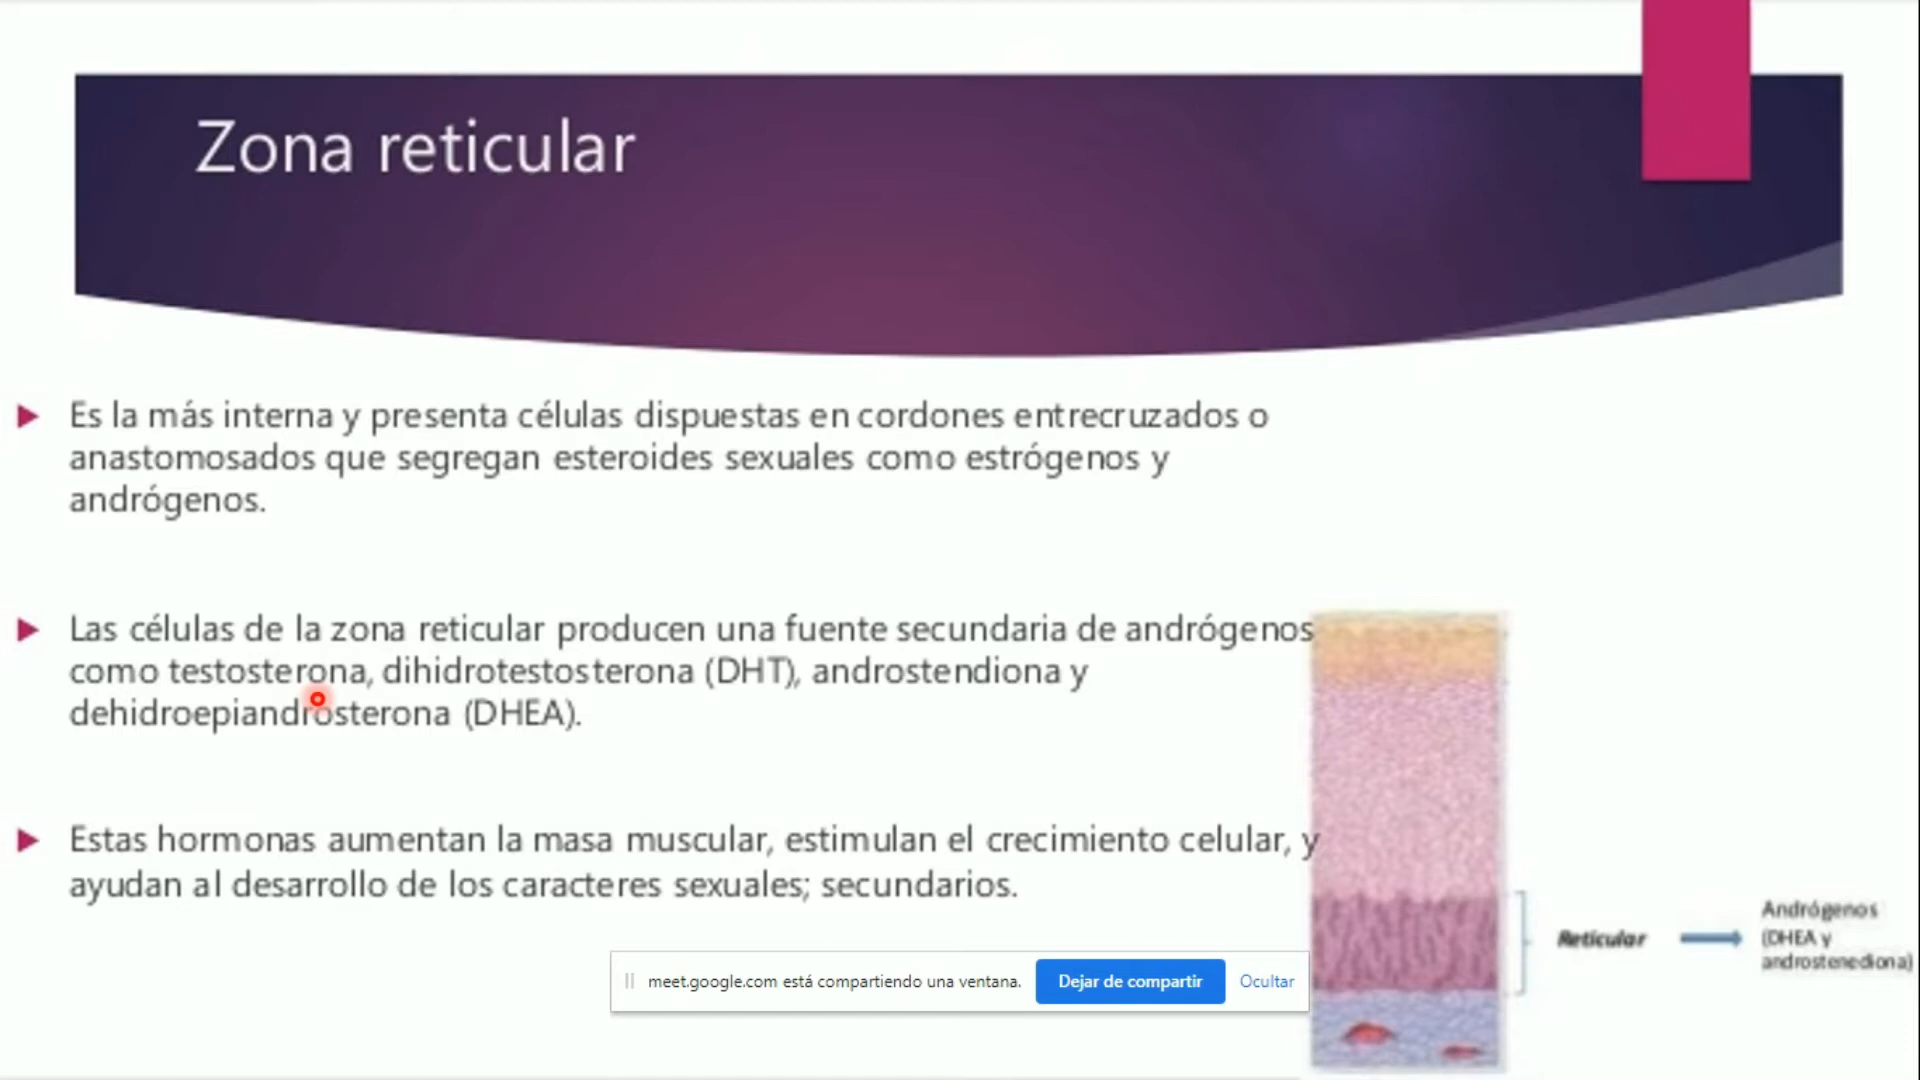 Zona reticular
Es la más interna y presenta células dispuestas en cordones entrecruzados o
anastomosados que segregan esteroides sexuales como estrógenos y
andrógenos.
Las células de la zona reticular producen una fuente secundaria de andrógenos
como testosterona, dihidrotestosterona (DHT), androstendiona y
dehidroepiandrosterona (DHEA).
Estas hormonas aumentan la masa muscular, estimulan el crecimiento celular, y
ayudan al desarrollo de los caracteres sexuales; secundarios.
Reticular
Andrógenos
(DHEA y
androstenediona)
meet.google.com está compartiendo una ventana.
Dejar de compartir
Ocultar